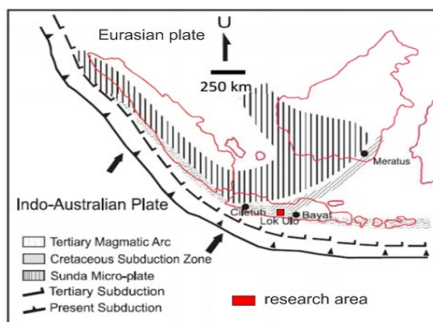 Eurasian plate
U
250 km
Meratus
Indo-Australian Plate
Ciletuh
Bayat
Lok Ulo
Tertiary Magmatic Arc
Cretaceous Subduction Zone
Sunda Micro-plate
Tertiary Subduction
Present Subduction
research area